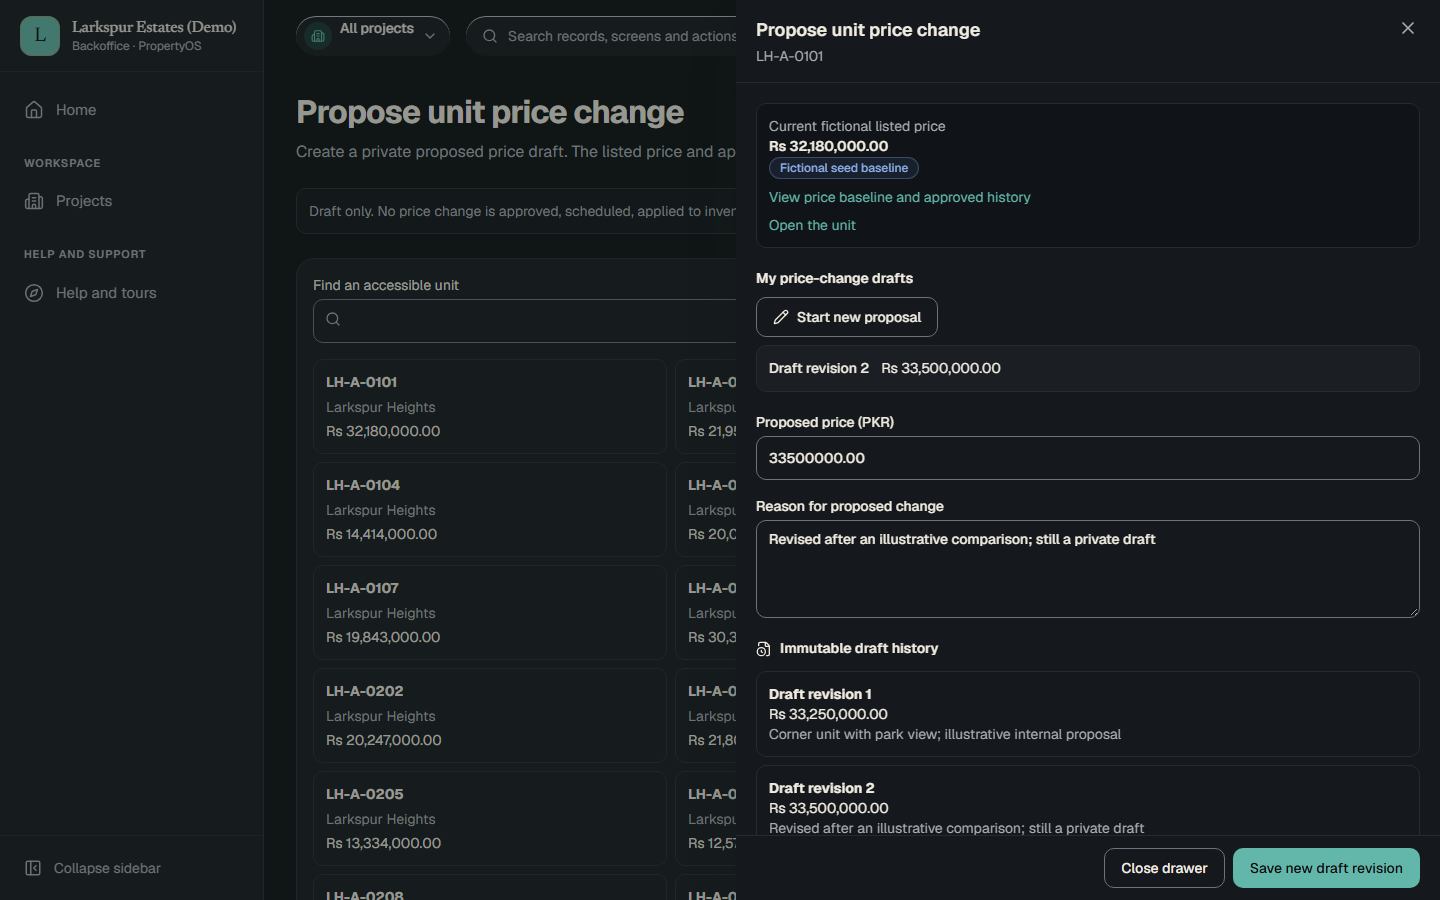 L
Larkspur Estates (Demo)
Backoffice · PropertyOS
Home
WORKSPACE
Projects
HELP AND SUPPORT
Help and tours
Collapse sidebar
All projects
Search records, screens and actions
Propose unit price change
Create a private proposed price draft. The listed price and ap
Draft only. No price change is approved, scheduled, applied to inver
Find an accessible unit
LH-A-0101
Larkspur Heights
Rs 32,180,000.00
LH-A-0
Larkspu
Rs 21,95
LH-A-0104
Larkspur Heights
Rs 14,414,000.00
LH-A-0
Larkspu
Rs 20,0
LH-A-0107
Larkspur Heights
Rs 19,843,000.00
LH-A-0
Larkspu
Rs 30,3
LH-A-0202
Larkspur Heights
Rs 20,247,000.00
LH-A-0
Larkspu
Rs 21,80
LH-A-0205
Larkspur Heights
Rs 13,334,000.00
LH-A-0
Larkspu
Rs 12,57
LH-A-0208
LH-A-0
Propose unit price change
LH-A-0101
Current fictional listed price
Rs 32,180,000.00
Fictional seed baseline
View price baseline and approved history
Open the unit
My price-change drafts
Start new proposal
Draft revision 2 Rs 33,500,000.00
Proposed price (PKR)
33500000.00
Reason for proposed change
Revised after an illustrative comparison; still a private draft
Immutable draft history
Draft revision 1
Rs 33,250,000.00
Corner unit with park view; illustrative internal proposal
Draft revision 2
Rs 33,500,000.00
Revised after an illustrative comparison; still a private draft
Close drawer
Save new draft revision